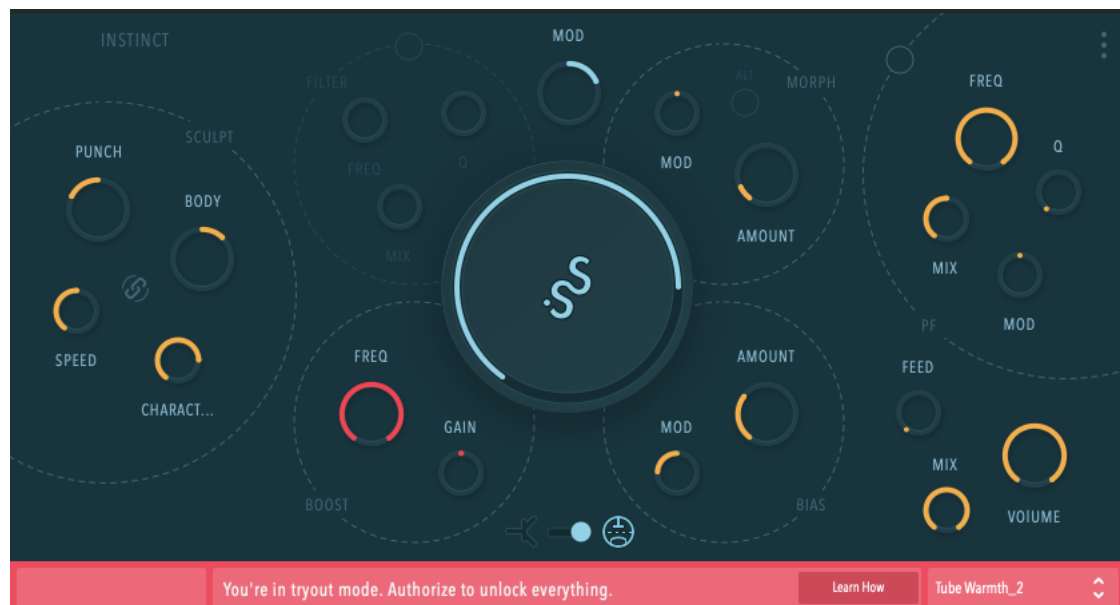 INSTINCT
MOD
FILTER
FREQ
Q
MIX
MOD
ALT
MORPH
AMOUNT
FREQ
Q
MIX
MOD
PF
SCULPT
PUNCH
BODY
SPEED
CHARACT...
FREQ
GAIN
BOOST
AMOUNT
MOD
BIAS
FEED
MIX
VOIUME
You're in tryout mode. Authorize to unlock everything.
Learn How
Tube Warmth_2